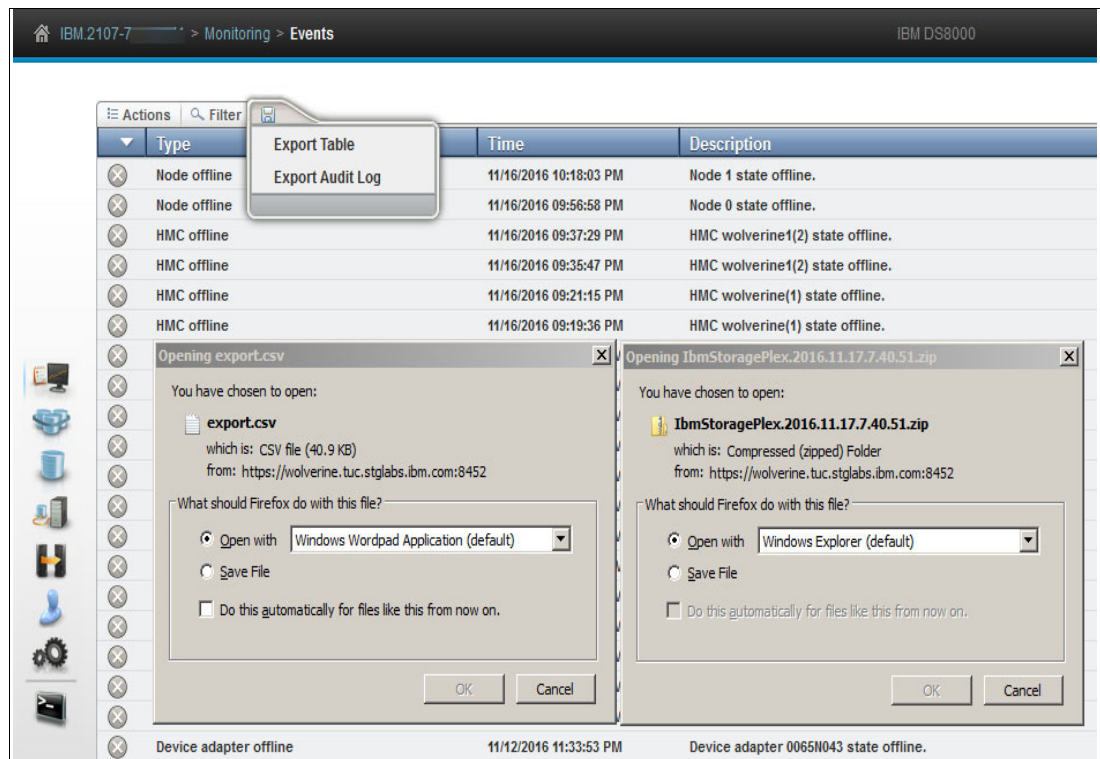 IBM.2107-7 1 > Monitoring > Events
IBM DS8000
Actions Filter
Export Table
Export Audit Log
Type Time Description
Node offline 11/16/2016 10:18:03 PM Node 1 state offline.
Node offline 11/16/2016 09:56:58 PM Node 0 state offline.
HMC offline 11/16/2016 09:37:29 PM HMC wolverine1(2) state offline.
HMC offline 11/16/2016 09:35:47 PM HMC wolverine1(2) state offline.
HMC offline 11/16/2016 09:21:15 PM HMC wolverine(1) state offline.
HMC offline 11/16/2016 09:19:36 PM HMC wolverine(1) state offline.
Opening export.csv
You have chosen to open:
export.csv
which is: CSV file (40.9 KB)
from: https://wolverine.tuc.stglabs.ibm.com:8452
What should Firefox do with this file?
Open with Windows Wordpad Application (default)
Save File
Do this automatically for files like this from now on.
OK Cancel
Opening IbmStoragePlex.2016.11.17.7.40.51.zip
You have chosen to open:
IbmStoragePlex.2016.11.17.7.40.51.zip
which is: Compressed (zipped) Folder
from: https://wolverine.tuc.stglabs.ibm.com:8452
What should Firefox do with this file?
Open with Windows Explorer (default)
Save File
Do this automatically for files like this from now on.
OK Cancel
Device adapter offline 11/12/2016 11:33:53 PM Device adapter 0065N043 state offline.